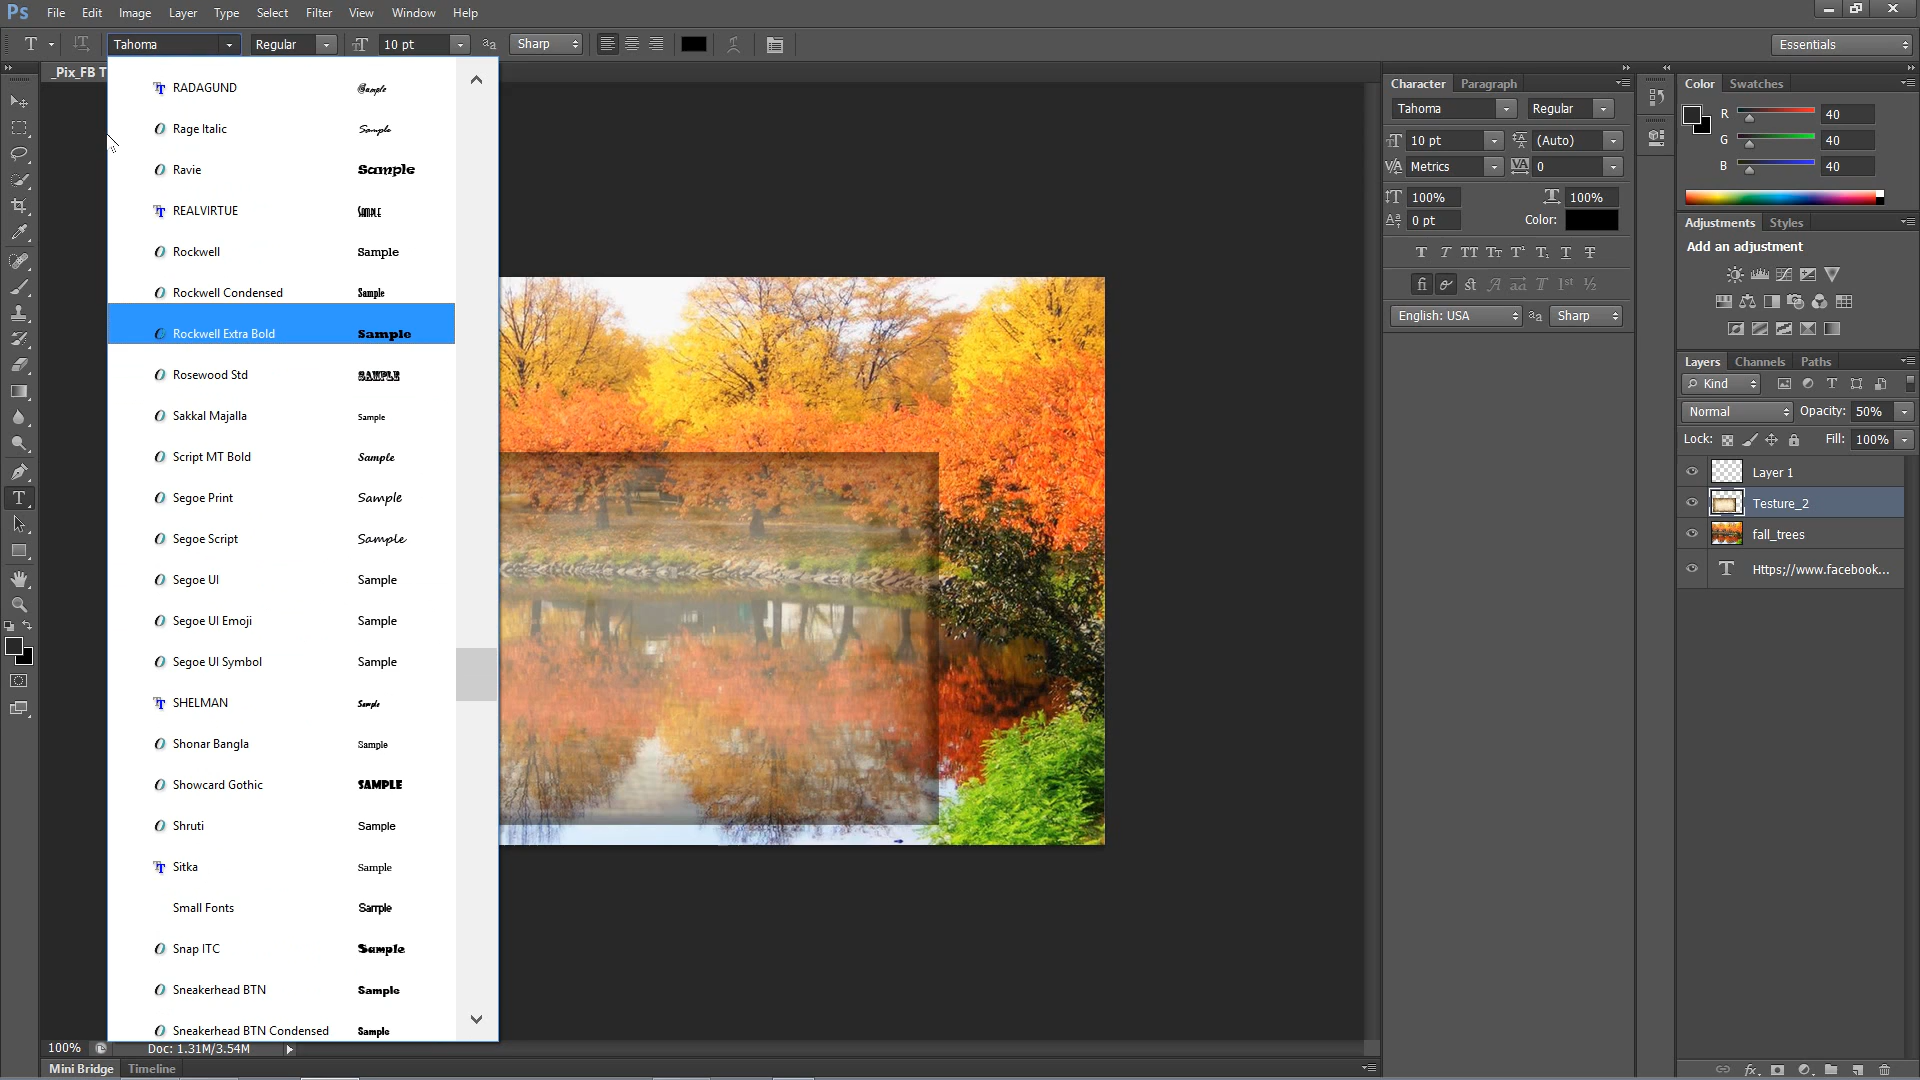 Ps File Edit Image Layer Type Select Filter View Window Help
T Tahoma Regular 10 pt Sharp Essentials
_Pix_FB T
RADAGUND Sample
Rage Italic Sample
Ravie Sample
REALVIRTUE SAMPLE
Rockwell Sample
Rockwell Condensed Sample
Rockwell Extra Bold Sample
Rosewood Std SAMPLE
Sakkal Majalla Sample
Script MT Bold Sample
Segoe Print Sample
Segoe Script Sample
Segoe UI Sample
Segoe UI Emoji Sample
Segoe UI Symbol Sample
SHELMAN Sample
Shonar Bangla Sample
Showcard Gothic SAMPLE
Shruti Sample
Sitka Sample
Small Fonts Sample
Snap ITC Sample
Sneakerhead BTN Sample
Sneakerhead BTN Condensed Sample
100% Doc: 1.31M/3.54M
Mini Bridge Timeline
Character Paragraph
Tahoma Regular
10 pt (Auto)
Metrics 0
100% 100%
0 pt Color:
English: USA Sharp
Color Swatches
R 40
G 40
B 40
Adjustments Styles
Add an adjustment
Layers Channels Paths
Kind
Normal Opacity: 50%
Lock: Fill: 100%
Layer 1
Testure_2
fall_trees
Https;//www.facebook...